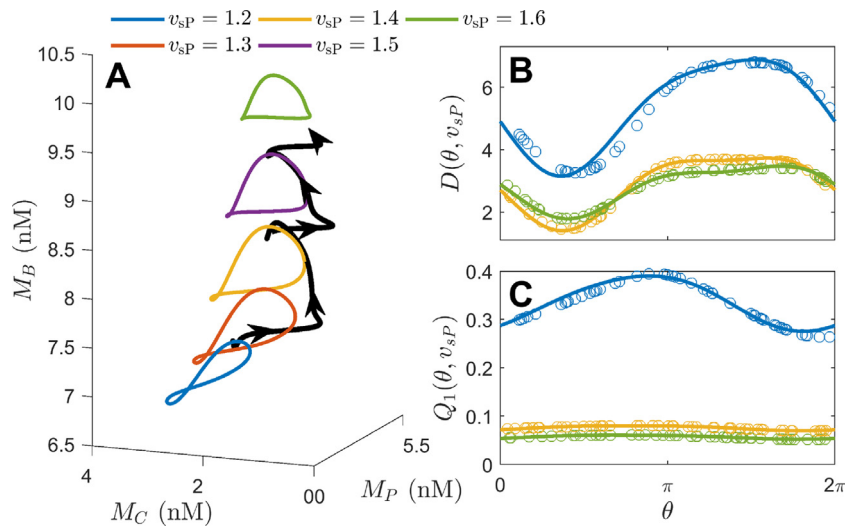 v_sP = 1.2 v_sP = 1.4 v_sP = 1.6
v_sP = 1.3 v_sP = 1.5
A
10.5
10
9.5
9
8.5
8
7.5
7
6.5
M_B (nM)
4
2
00
M_C (nM)
5.5
M_P (nM)
B
6
4
2
D(θ, v_sP)
C
0.4
0.3
0.2
0.1
0
Q_1(θ, v_sP)
0 π 2π
θ